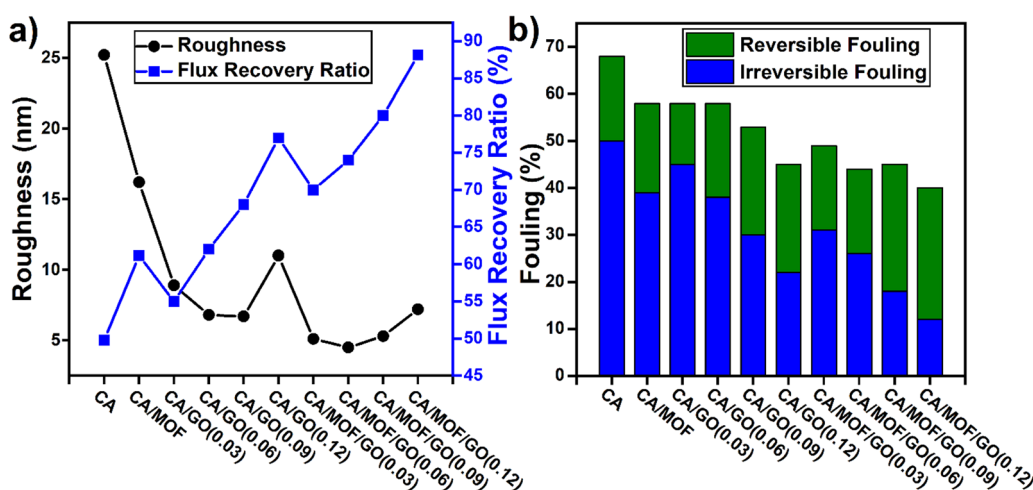 a)
Roughness
Flux Recovery Ratio
Roughness (nm)
25
20
15
10
5
90
85
80
75
70
65
60
55
50
45
Flux Recovery Ratio (%)
CA
CA/MOF
CA/GO(0.03)
CA/GO(0.06)
CA/GO(0.09)
CA/GO(0.12)
CA/MOF/GO(0.03)
CA/MOF/GO(0.06)
CA/MOF/GO(0.09)
CA/MOF/GO(0.12)
b)
Reversible Fouling
Irreversible Fouling
Fouling (%)
70
60
50
40
30
20
10
0
CA
CA/MOF
CA/GO(0.03)
CA/GO(0.06)
CA/GO(0.09)
CA/GO(0.12)
CA/MOF/GO(0.03)
CA/MOF/GO(0.06)
CA/MOF/GO(0.09)
CA/MOF/GO(0.12)